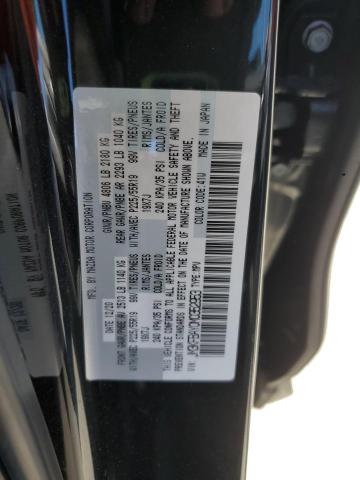 MFD. BY MAZDA MOTOR CORPORATION
DATE: 12/20 GVWR/PNBV 4806 LB 2180 KG
FRONT GAWR/PNBE AV 2513 LB 1140 KG REAR GAWR/PNBE AR 2293 LB 1040 KG
WITH/AVEC P225/55R19 99V TIRES/PNEUS WITH/AVEC P225/55R19 99V TIRES/PNEUS
19X7J RIMS/JANTES 19X7J RIMS/JANTES
240 KPA/35 PSI COLD/A FROID 240 KPA/35 PSI COLD/A FROID
THIS VEHICLE CONFORMS TO ALL APPLICABLE FEDERAL MOTOR VEHICLE SAFETY AND THEFT
PREVENTION STANDARDS IN EFFECT ON THE DATE OF MANUFACTURE SHOWN ABOVE.
TYPE:MPV COLOR CODE:41W MADE IN JAPAN